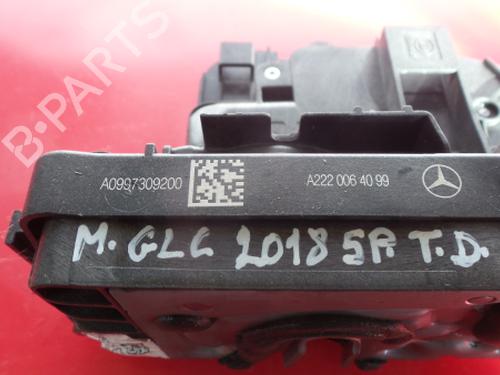 B-PARTS
A0997309200
A222 006 40 99
M. GLC 2018 5P. T.D.